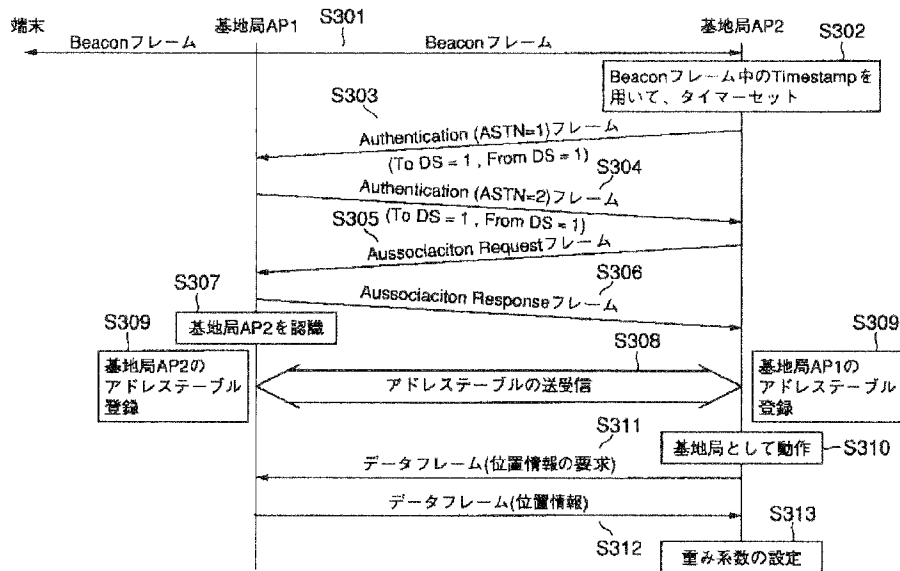 端末
基地局AP1
S301
基地局AP2
Beaconフレーム
Beaconフレーム
S302
Beaconフレーム中のTimestampを
用いて、タイマーセット
S303
Authentication (ASTN=1)フレーム
(To DS = 1 , From DS = 1)
S304
Authentication (ASTN=2)フレーム
(To DS = 1 , From DS = 1)
S305
Aussociaciton Requestフレーム
S306
Aussociaciton Responseフレーム
S307
基地局AP2を認識
S309
基地局AP2の
アドレステーブル
登録
S308
アドレステーブルの送受信
S309
基地局AP1の
アドレステーブル
登録
基地局として動作
S310
S311
データフレーム(位置情報の要求)
データフレーム(位置情報)
S312
S313
重み系数の設定